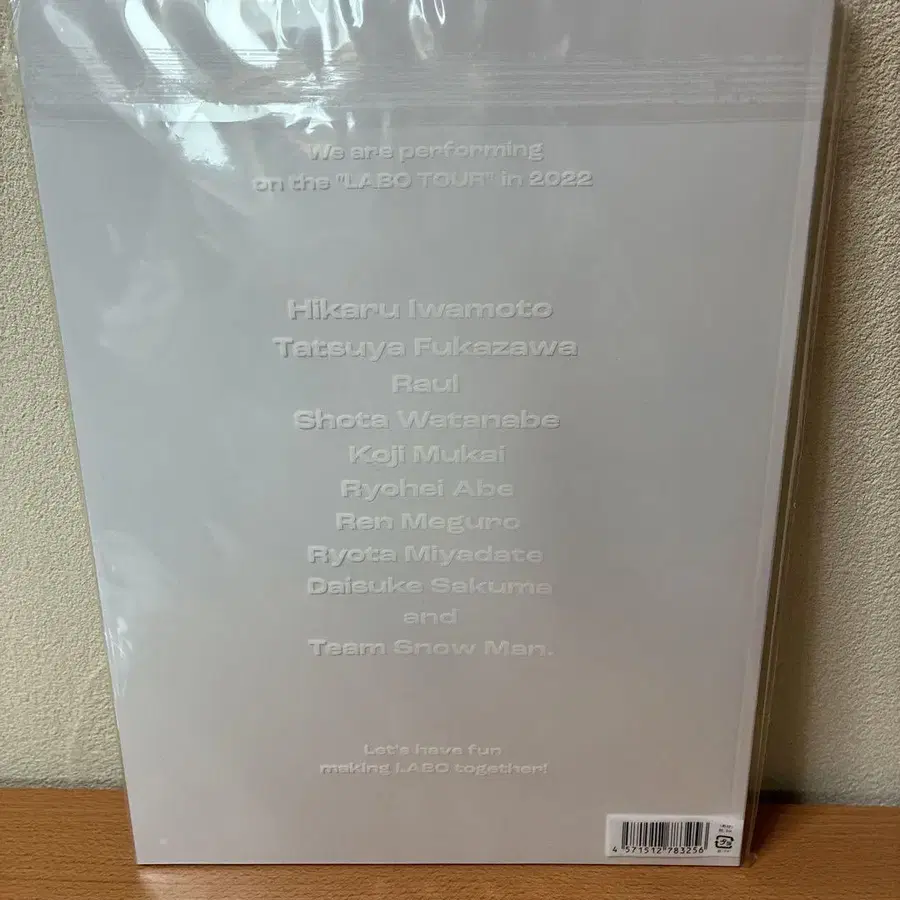 We are performing
on the "LABO TOUR" in 2022
Hikaru Iwamoto
Tatsuya Fukazawa
Raul
Shota Watanabe
Koji Mukai
Ryohei Abe
Ren Meguro
Ryota Miyadate
Daisuke Sakuma
and
Team Snow Man.
Let's have fun
making LABO together!
4 571512 783256